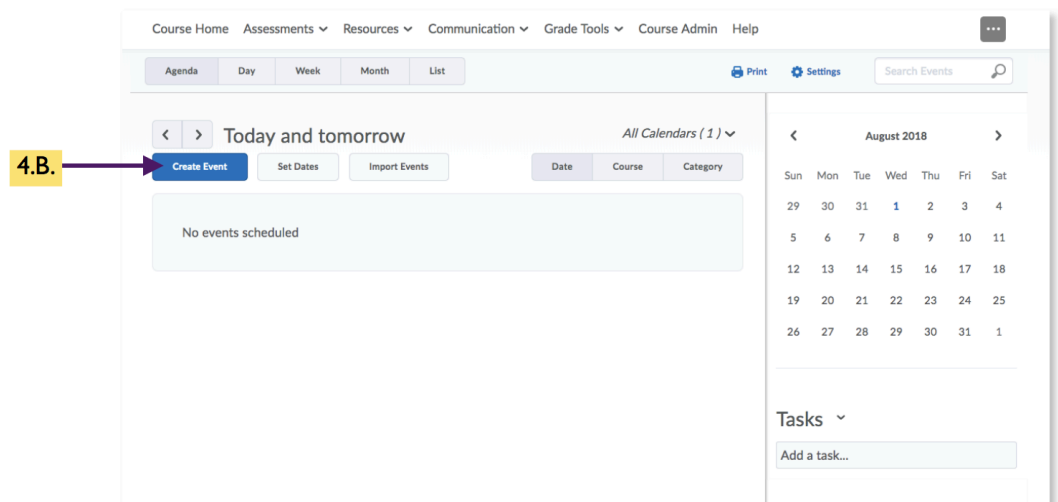 Course Home Assessments Resources Communication Grade Tools Course Admin Help
Agenda Day Week Month List
Print Settings Search Events
Today and tomorrow
All Calendars ( 1 )
4.B.
Create Event Set Dates Import Events
Date Course Category
No events scheduled
August 2018
Sun Mon Tue Wed Thu Fri Sat
29 30 31 1 2 3 4
5 6 7 8 9 10 11
12 13 14 15 16 17 18
19 20 21 22 23 24 25
26 27 28 29 30 31 1
Tasks
Add a task...